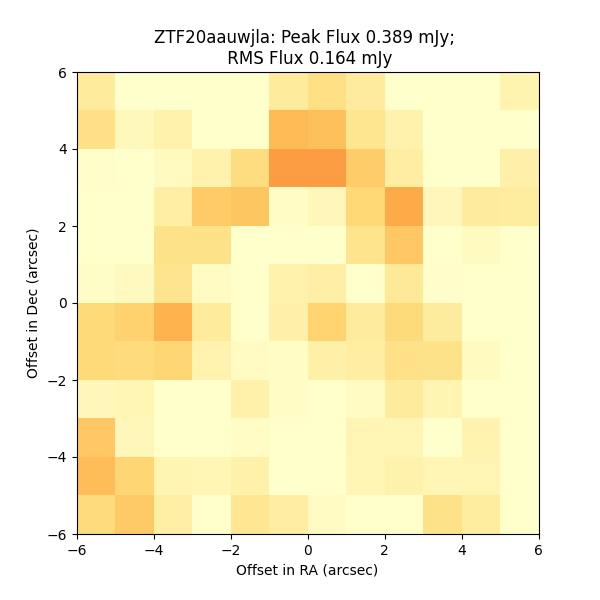 ZTF20aauwjla: Peak Flux 0.389 mJy;
RMS Flux 0.164 mJy
6
4
2
0
−2
−4
−6
Offset in Dec (arcsec)
−6 −4 −2 0 2 4 6
Offset in RA (arcsec)